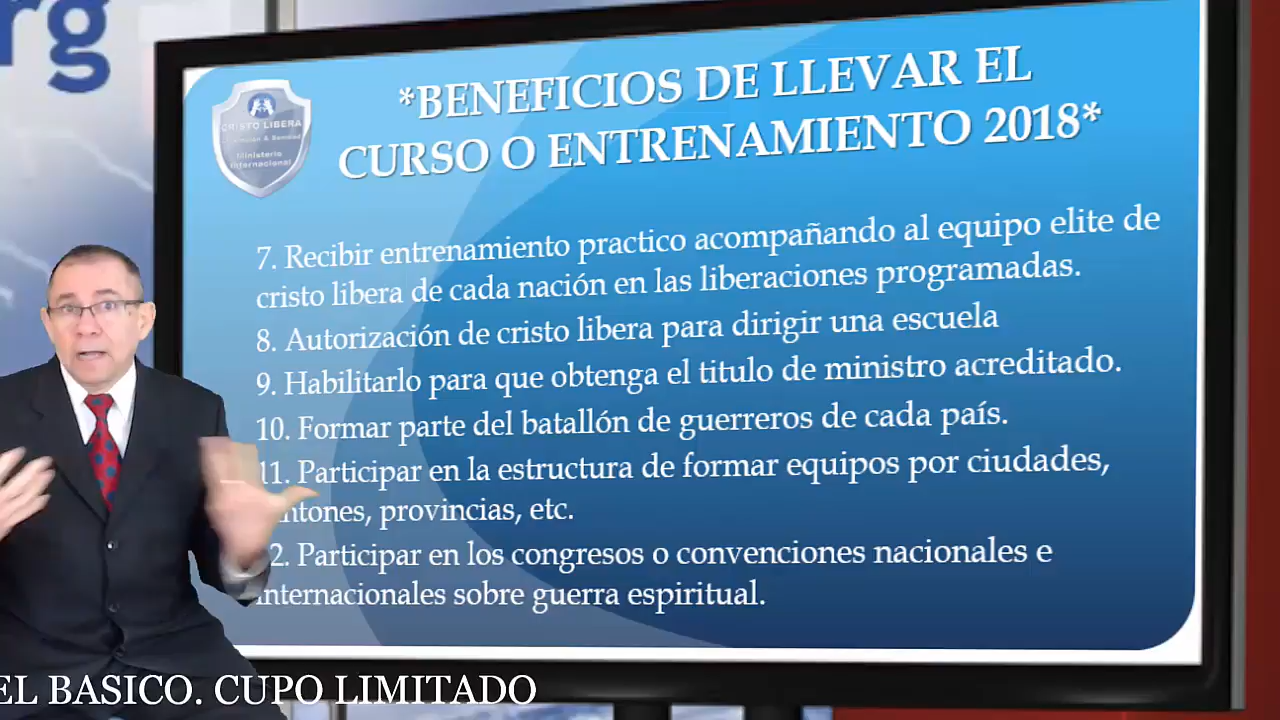 rg
*BENEFICIOS DE LLEVAR EL
CURSO O ENTRENAMIENTO 2018*
CRISTO LIBERA
Ministerio
Internacional
7. Recibir entrenamiento practico acompañando al equipo elite de
cristo libera de cada nación en las liberaciones programadas.
8. Autorización de cristo libera para dirigir una escuela
9. Habilitarlo para que obtenga el titulo de ministro acreditado.
10. Formar parte del batallón de guerreros de cada país.
11. Participar en la estructura de formar equipos por ciudades,
ntones, provincias, etc.
2. Participar en los congresos o convenciones nacionales e
internacionales sobre guerra espiritual.
EL BASICO. CUPO LIMITADO